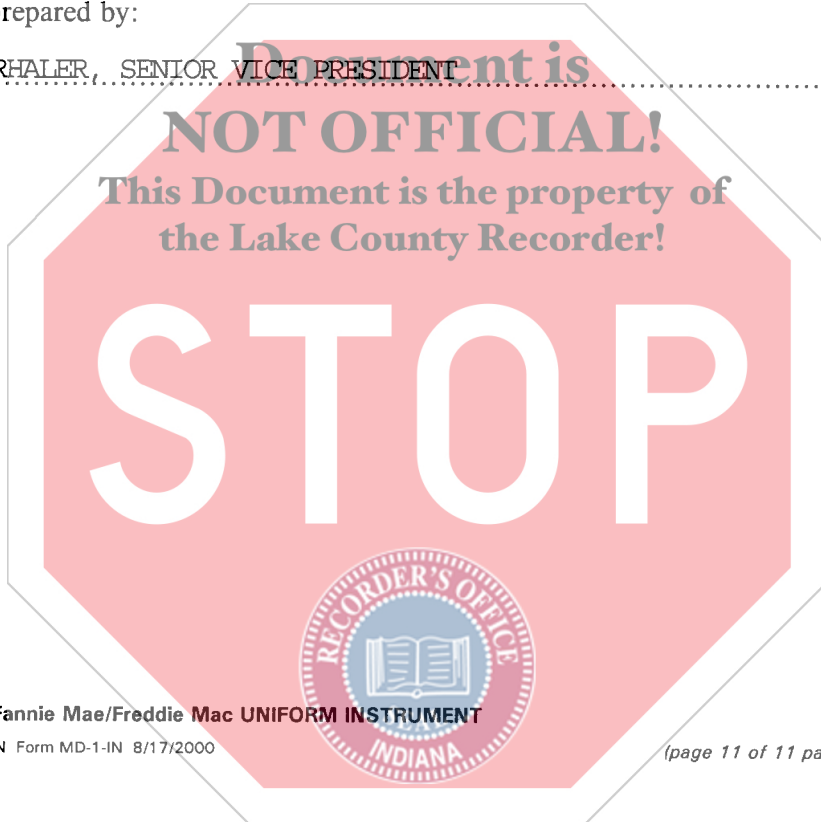 repared by:
RHALER, SENIOR VICE PRESIDENT
Document is
NOT OFFICIAL!
This Document is the property of
the Lake County Recorder!
STOP
RECORDER'S OFFICE
SEAL
INDIANA
Fannie Mae/Freddie Mac UNIFORM INSTRUMENT
N Form MD-1-IN 8/17/2000
(page 11 of 11 pa